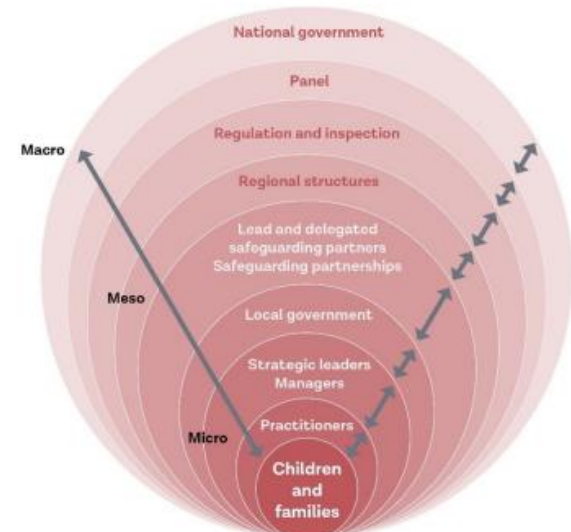 National government
Panel
Regulation and inspection
Macro
Regional structures
Lead and delegated
safeguarding partners
Safeguarding partnerships
Meso
Local government
Strategic leaders
Managers
Practitioners
Micro
Children
and
families